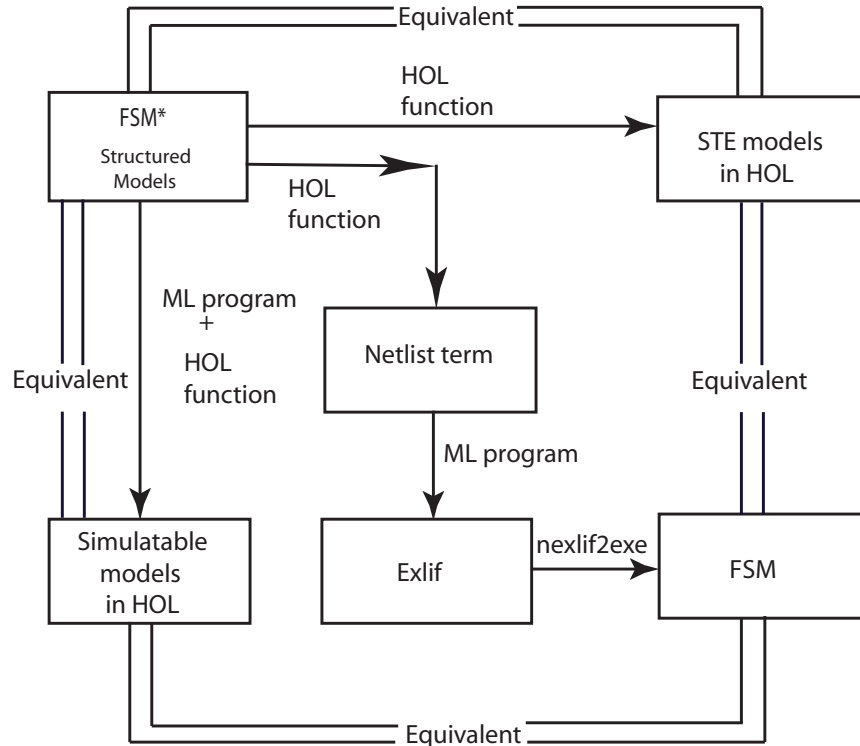 Equivalent
FSM*
Structured
Models
HOL
function
STE models
in HOL
HOL
function
ML program
+
HOL
function
Netlist term
Equivalent
Equivalent
ML program
Simulatable
models
in HOL
Exlif
nexlif2exe
FSM
Equivalent